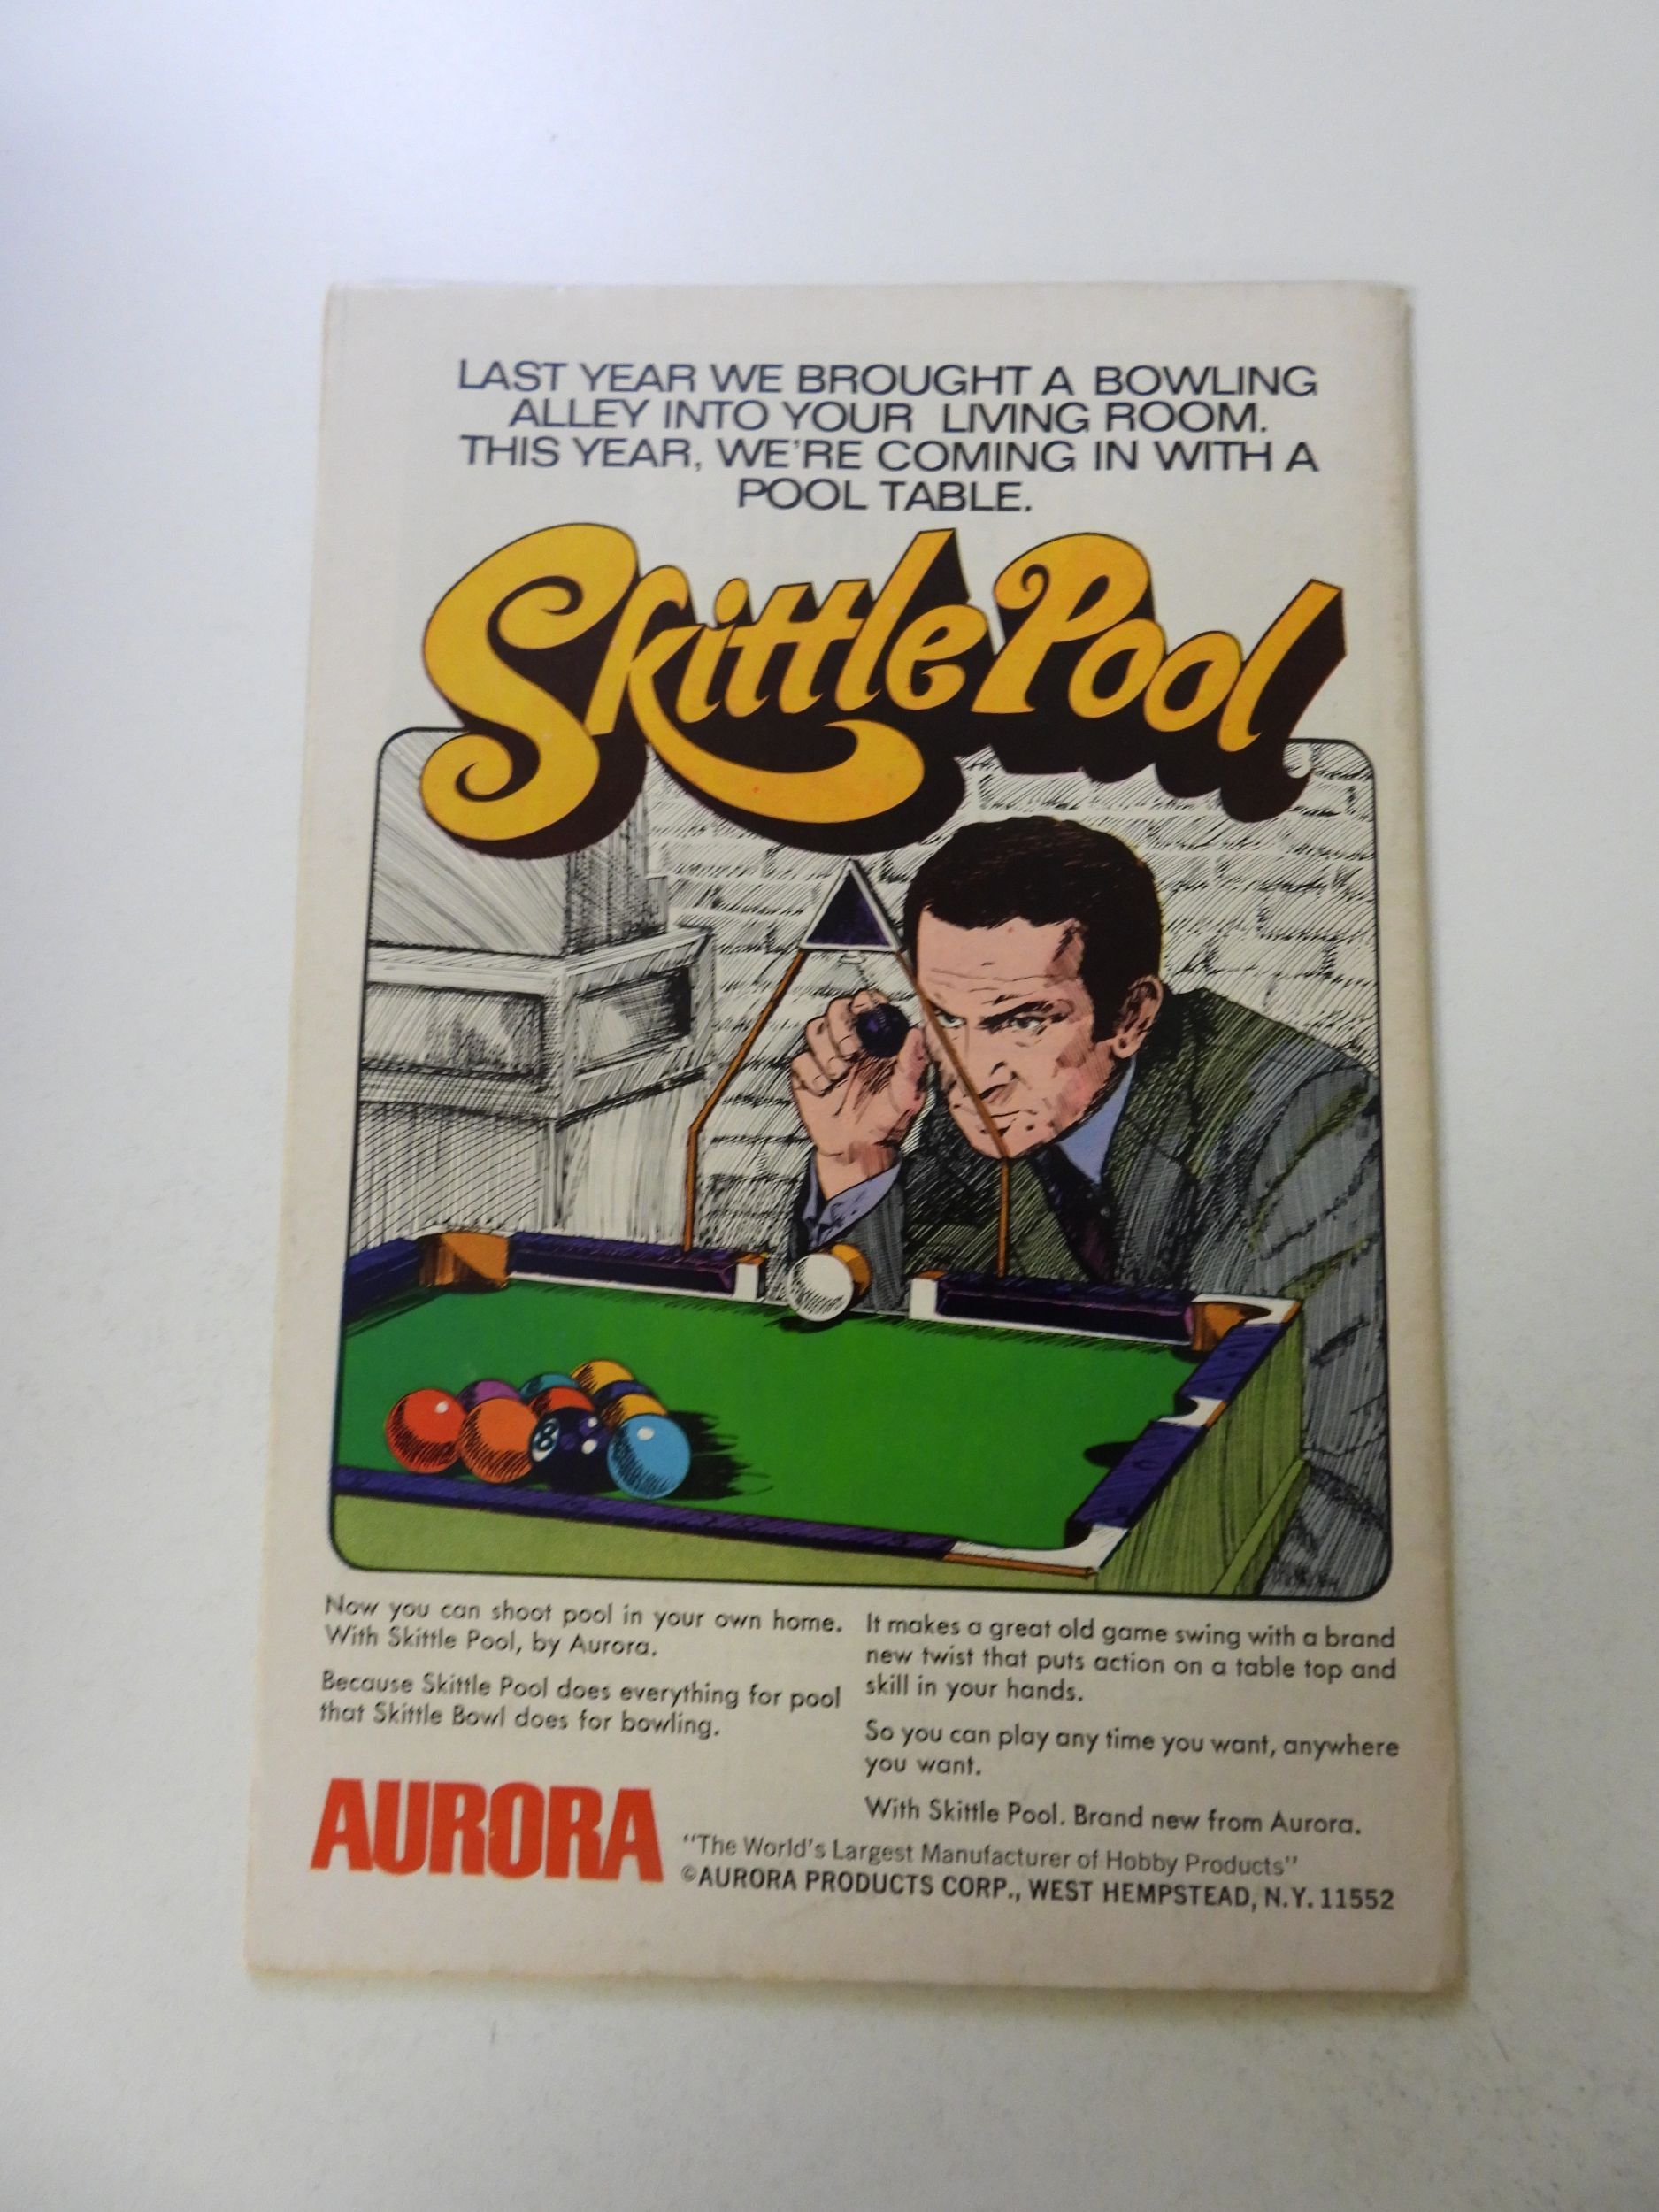 LAST YEAR WE BROUGHT A BOWLING
ALLEY INTO YOUR LIVING ROOM.
THIS YEAR, WE'RE COMING IN WITH A
POOL TABLE.
Skittle Pool
8
Now you can shoot pool in your own home.
With Skittle Pool, by Aurora.
Because Skittle Pool does everything for pool
that Skittle Bowl does for bowling.
It makes a great old game swing with a brand
new twist that puts action on a table top and
skill in your hands.
So you can play any time you want, anywhere
you want.
With Skittle Pool. Brand new from Aurora.
AURORA
"The World's Largest Manufacturer of Hobby Products"
©AURORA PRODUCTS CORP., WEST HEMPSTEAD, N.Y. 11552